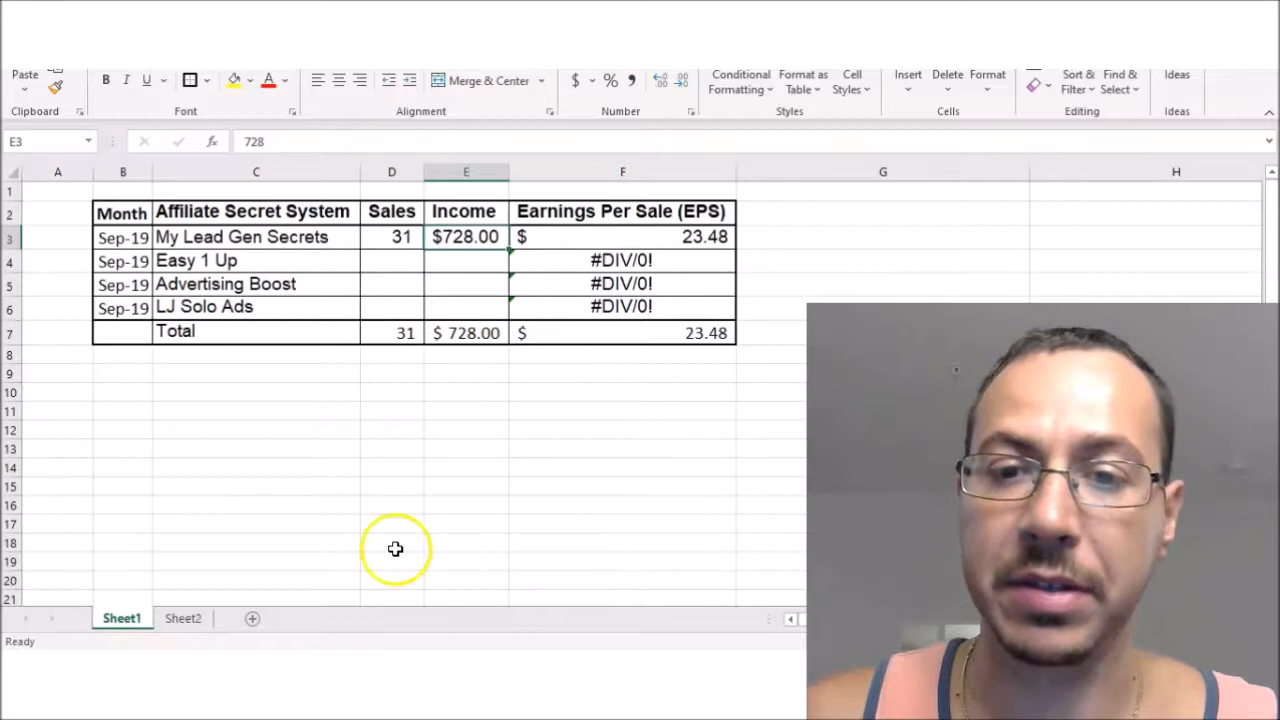 Paste B I U Merge & Center $ % Conditional Format as Cell Insert Delete Format Sort & Find & Ideas
Formatting Table Styles Filter Select
Clipboard Font Alignment Number Styles Cells Editing Ideas
E3 fx 728
A B C D E F G H
1
2 Month Affiliate Secret System Sales Income Earnings Per Sale (EPS)
3 Sep-19 My Lead Gen Secrets 31 $728.00 $ 23.48
4 Sep-19 Easy 1 Up #DIV/0!
5 Sep-19 Advertising Boost #DIV/0!
6 Sep-19 LJ Solo Ads #DIV/0!
7 Total 31 $ 728.00 $ 23.48
8
9
10
11
12
13
14
15
16
17
18
19
20
21
Sheet1 Sheet2
Ready